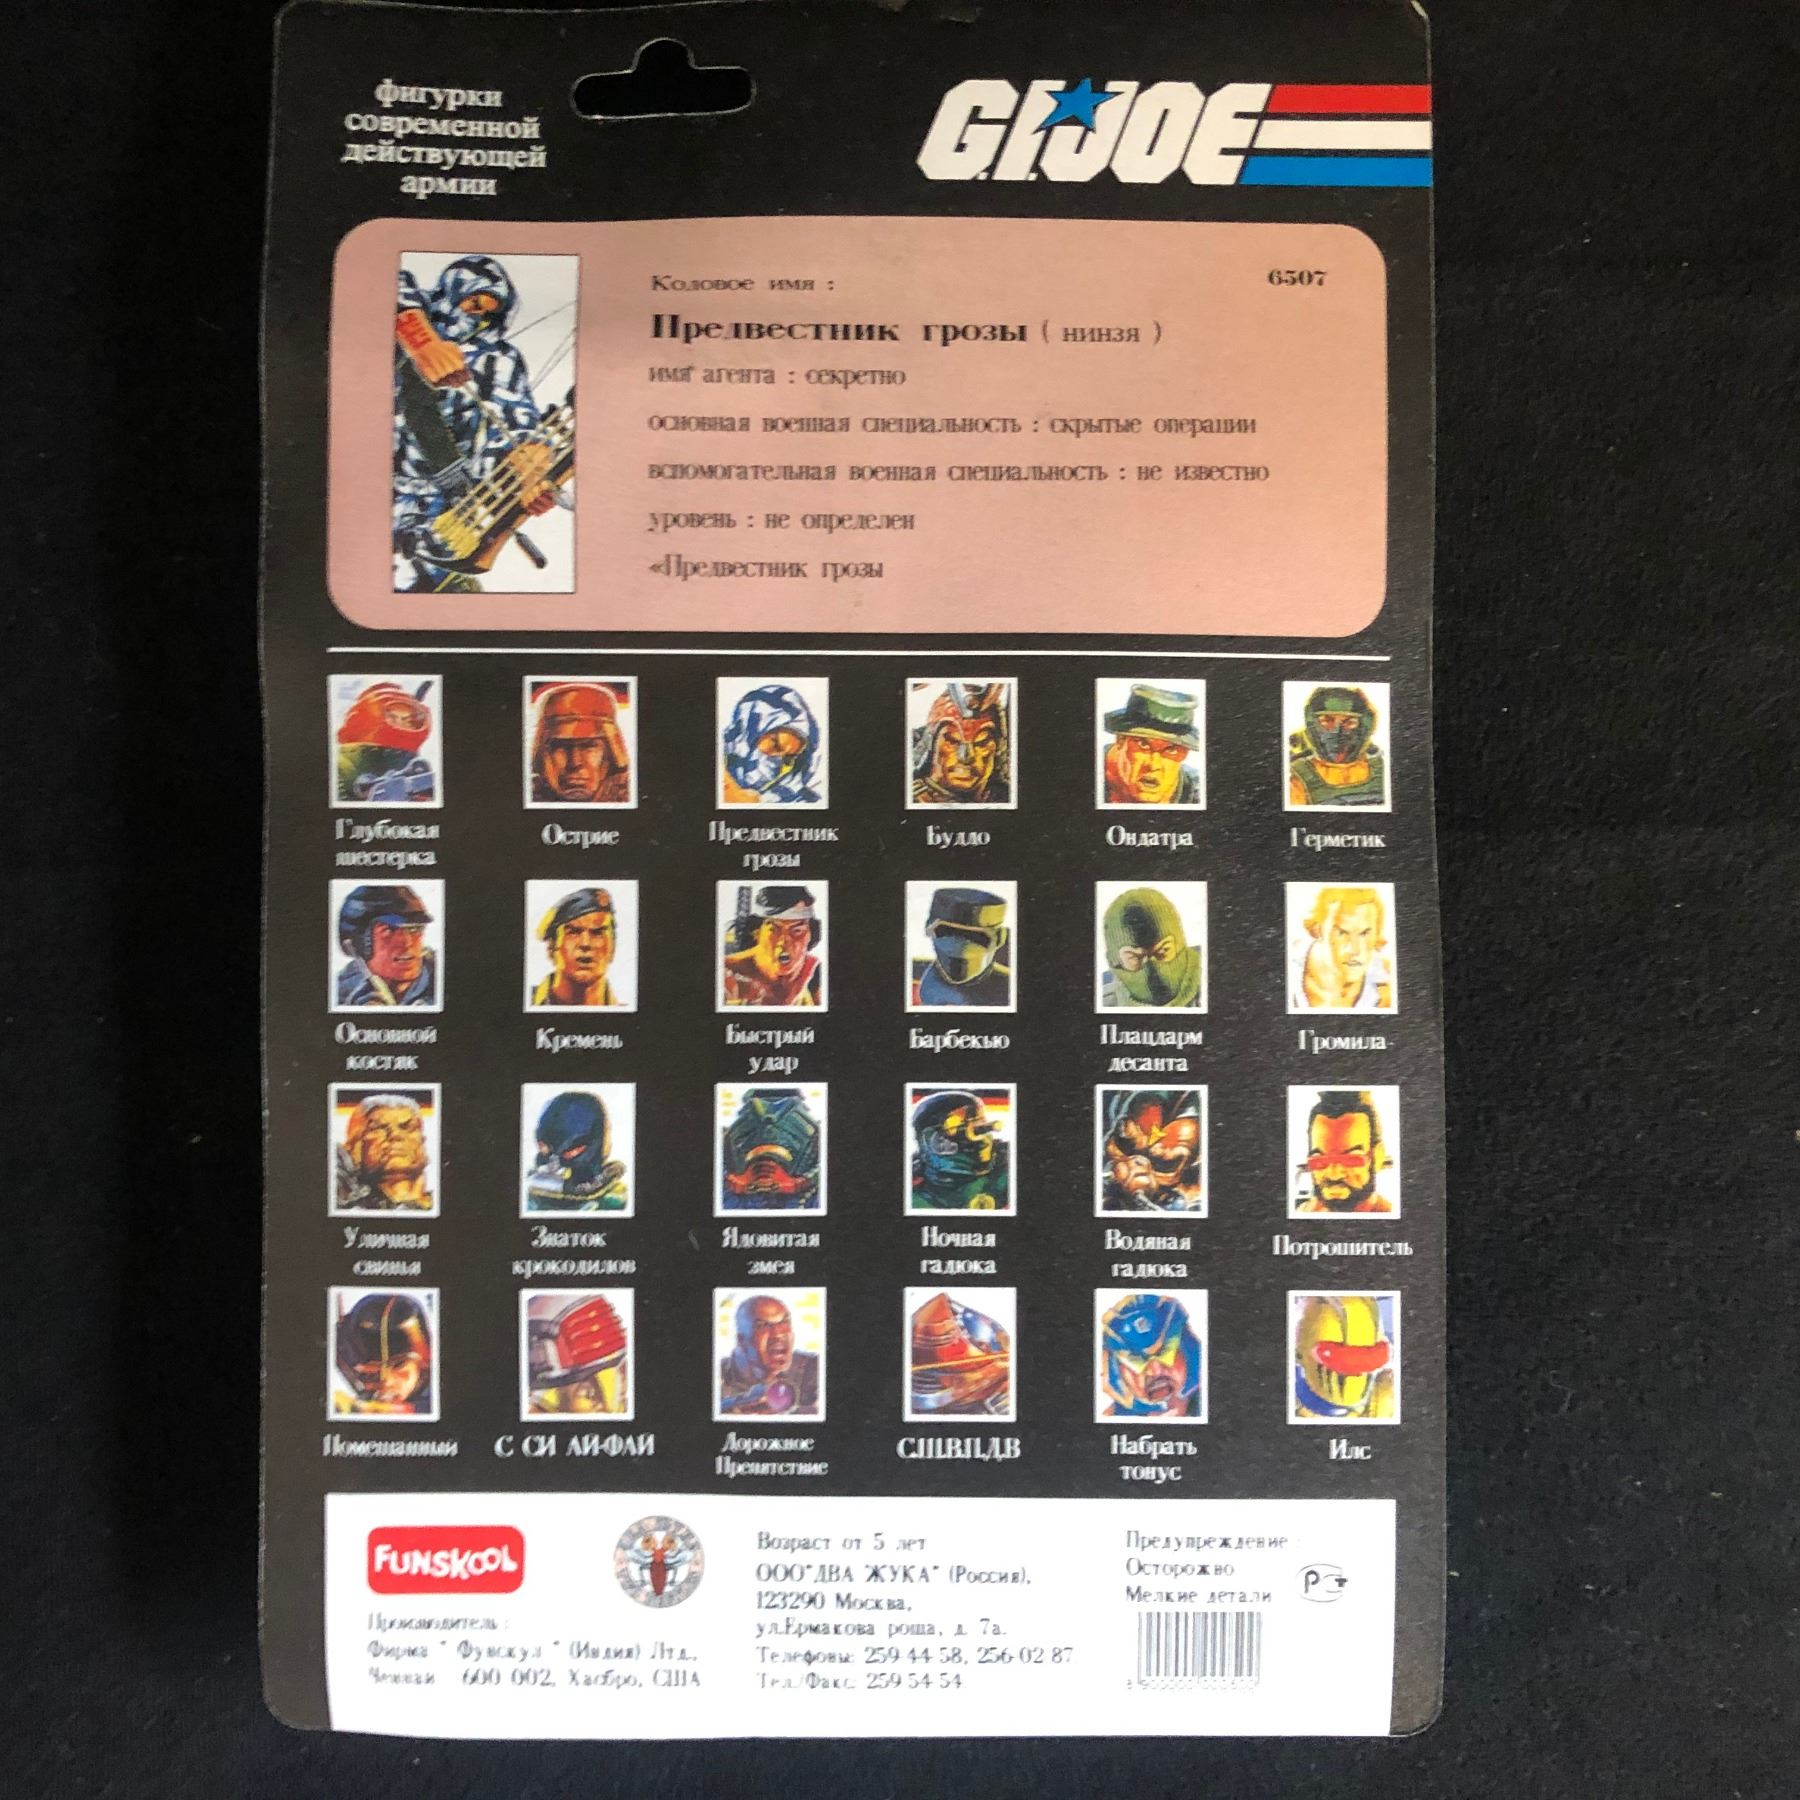 фигурки
современной
действующей
армии
G.I.JOE
6507
Кодовое имя :
Предвестник грозы ( нинзя )
имя агента : секретно
основная военная специальность : скрытые операции
вспомогательная военная специальность : не известно
уровень : не определен
«Предвестник грозы
Глубокая
шестерка
Острие
Предвестник
грозы
Буддо
Ондатра
Герметик
Основной
костяк
Кремень
Быстрый
удар
Барбекью
Плацдарм
десанта
Громила
Уличная
свинья
Знаток
крокодилов
Ядовитая
змея
Ночная
гадюка
Водяная
гадюка
Потрошитель
Помешанный
С СИ АЙ-ФАЙ
Дорожное
Препятствие
С.Ш.В.П.Д.В
Набрать
тонус
Илс
FUNSKOOL
Производитель :
Фирма " Фунскул " (Индия) Лтд.,
Ченнаи 600 002, Хасбро, США
Возраст от 5 лет
ООО"ДВА ЖУКА" (Россия),
123290 Москва,
ул.Ермакова роща, д. 7а.
Телефоны: 259 44 58, 256 02 87
Тел./Факс: 259 54 54
Предупреждение :
Осторожно
Мелкие детали
РСТ